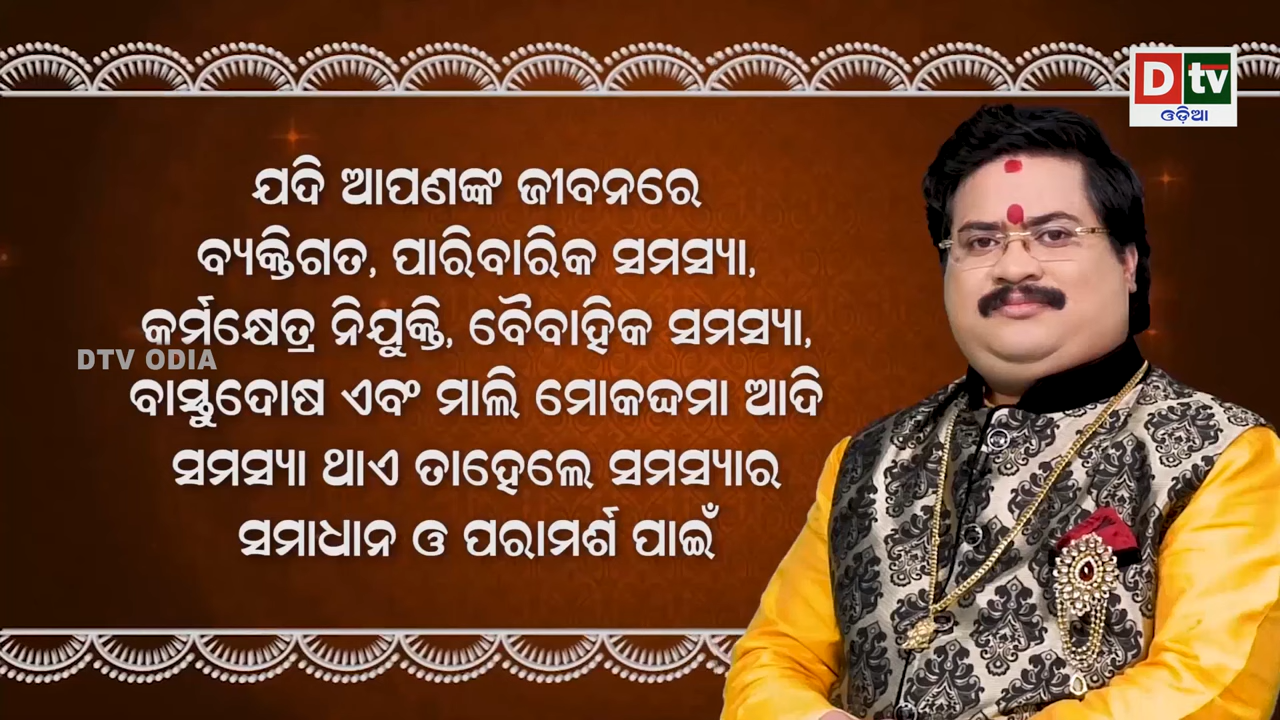 Dtv
ଓଡ଼ିଆ
ଯଦି ଆପଣଙ୍କ ଜୀବନରେ
ବ୍ୟକ୍ତିଗତ, ପାରିବାରିକ ସମସ୍ୟା,
କର୍ମକ୍ଷେତ୍ର ନିଯୁକ୍ତି, ବୈବାହିକ ସମସ୍ୟା,
DTV ODIA
ବାସ୍ତୁଦୋଷ ଏବଂ ମାଲି ମୋକଦ୍ଦମା ଆଦି
ସମସ୍ୟା ଥାଏ ତାହେଲେ ସମସ୍ୟାର
ସମାଧାନ ଓ ପରାମର୍ଶ ପାଇଁ